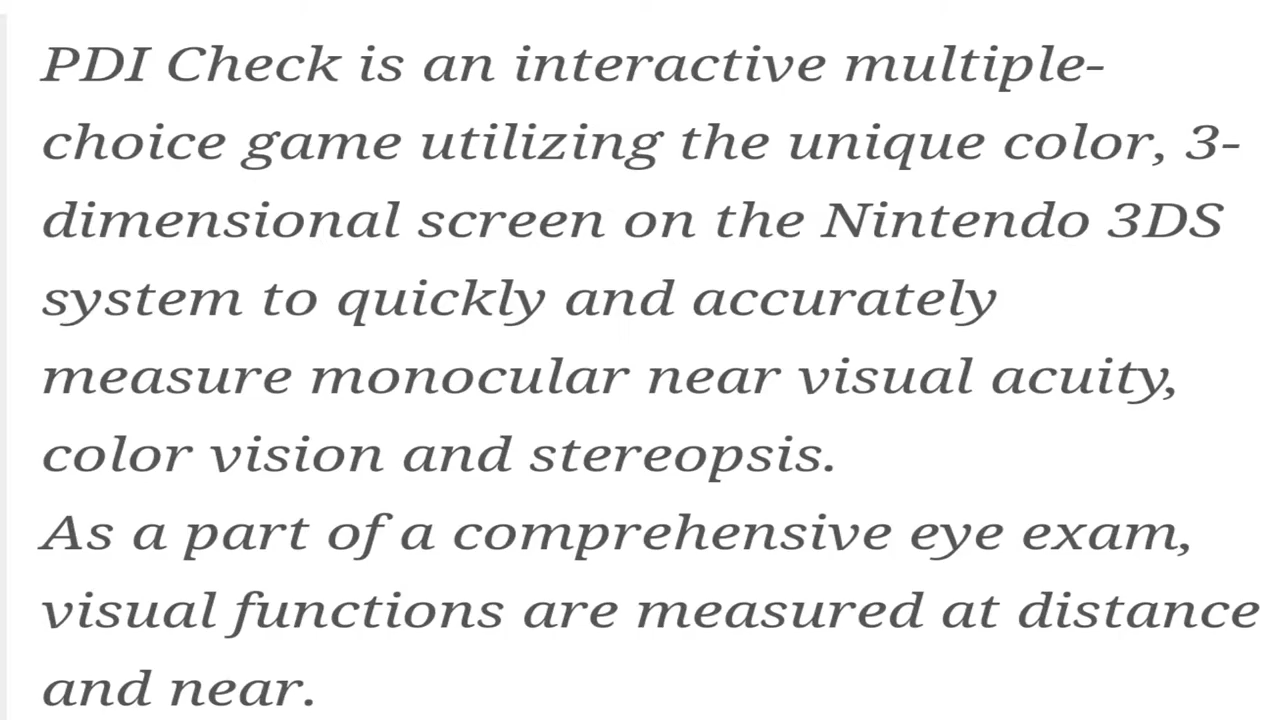 PDI Check is an interactive multiple-
choice game utilizing the unique color, 3-
dimensional screen on the Nintendo 3DS
system to quickly and accurately
measure monocular near visual acuity,
color vision and stereopsis.
As a part of a comprehensive eye exam,
visual functions are measured at distance
and near.